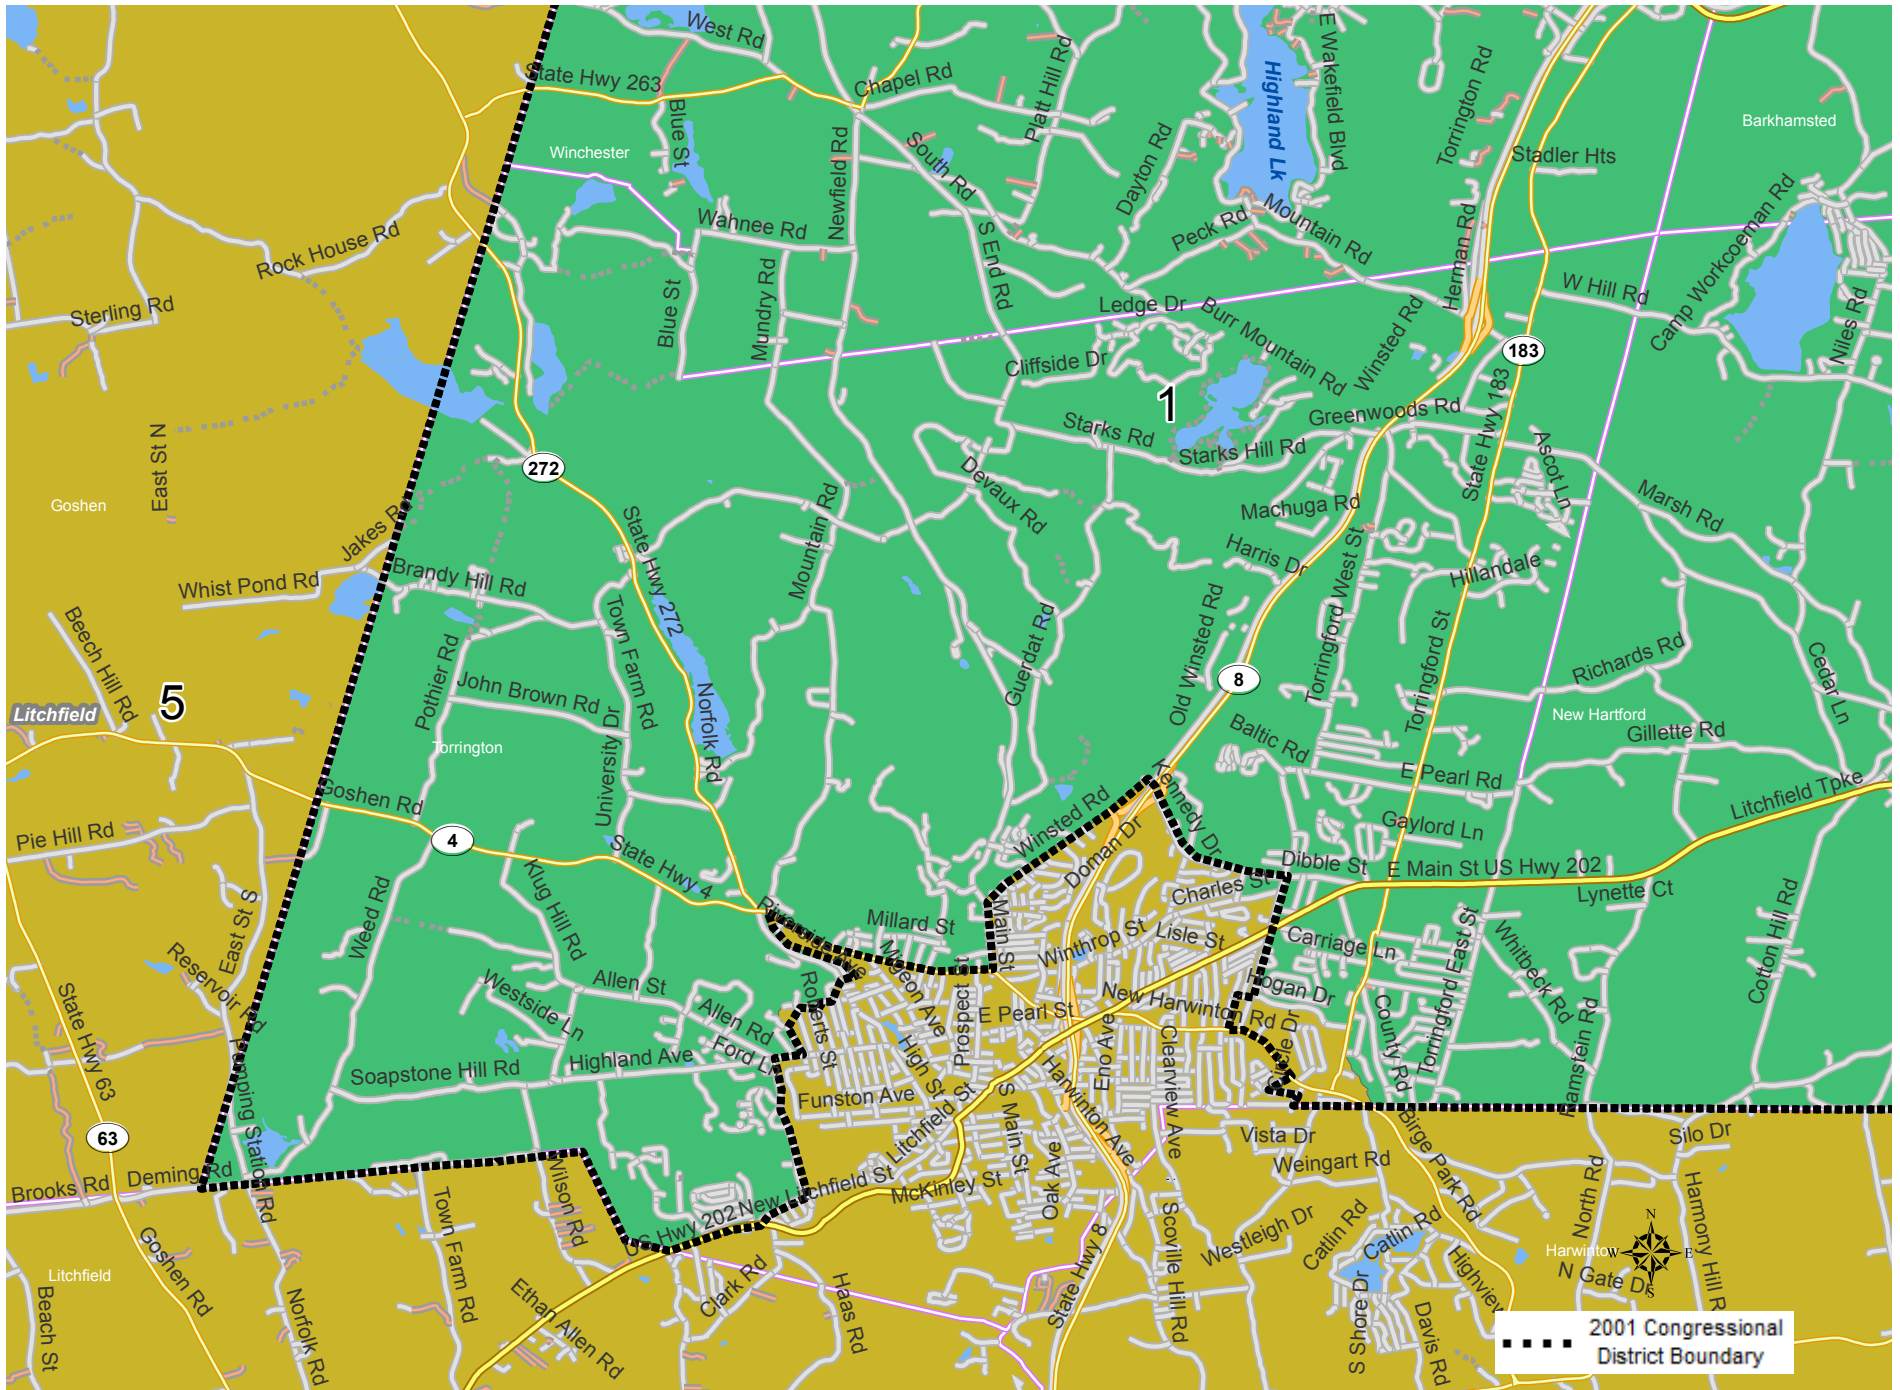 West Rd
State Hwy 263
Chapel Rd
Platt Hill Rd
Highland Lk
E Wakefield Blvd
Torrington Rd
Barkhamsted
Blue St
Winchester
Newfield Rd
South Rd
Dayton Rd
Stadler Hts
Wahnee Rd
Peck Rd
Mountain Rd
Herman Rd
Camp Workcoeman Rd
Rock House Rd
S End Rd
Sterling Rd
Blue St
Mundry Rd
Ledge Dr
Burr Mountain Rd
Winsted Rd
W Hill Rd
Niles Rd
183
Cliffside Dr
1
Greenwoods Rd
State Hwy 183
Starks Rd
Starks Hill Rd
Ascot Ln
East St N
272
Goshen
Devaux Rd
Machuga Rd
Marsh Rd
Jakes Rd
State Hwy 272
Mountain Rd
Harris Dr
Torringford West St
Hillandale
Whist Pond Rd
Brandy Hill Rd
Beech Hill Rd
Town Farm Rd
Pothier Rd
Guerdat Rd
Old Winsted Rd
Torringford St
Richards Rd
Cedar Ln
John Brown Rd
8
5
Litchfield
Norfolk Rd
New Hartford
Gillette Rd
Torrington
University Dr
Baltic Rd
E Pearl Rd
Kennedy Dr
Litchfield Tpke
Goshen Rd
Winsted Rd
Gaylord Ln
Pie Hill Rd
4
State Hwy 4
Doman Dr
Dibble St
E Main St US Hwy 202
Lynette Ct
Klug Hill Rd
Weed Rd
Charles St
Riverside Ave
Millard St
Main St
Winthrop St
Lisle St
Carriage Ln
Torringford East St
Whitbeck Rd
Cotton Hill Rd
East St S
Reservoir Rd
Migeon Ave
Prospect St
Allen St
Allen Rd
Westside Ln
Roberts St
E Pearl St
New Harwinton Rd
Hogan Dr
Circle Dr
County Rd
Ramstein Rd
State Hwy 63
Pumping Station Rd
Highland Ave
Ford Ln
Soapstone Hill Rd
High St
Funston Ave
Litchfield St
S Main St
Harwinton Ave
Eno Ave
Clearview Ave
63
Vista Dr
Birge Park Rd
Silo Dr
Brooks Rd
Deming Rd
Weingart Rd
Wilson Rd
Town Farm Rd
US Hwy 202
New Litchfield St
McKinley St
Oak Ave
Scoville Hill Rd
Westleigh Dr
Catlin Rd
Catlin Rd
North Rd
Harmony Hill R
N
W
E
S
Goshen Rd
Litchfield
Harwinton
N Gate Dr
Highview
Clark Rd
Haas Rd
State Hwy 8
S Shore Dr
Davis Rd
Beach St
Norfolk Rd
Ethan Allen Rd
2001 Congressional
District Boundary